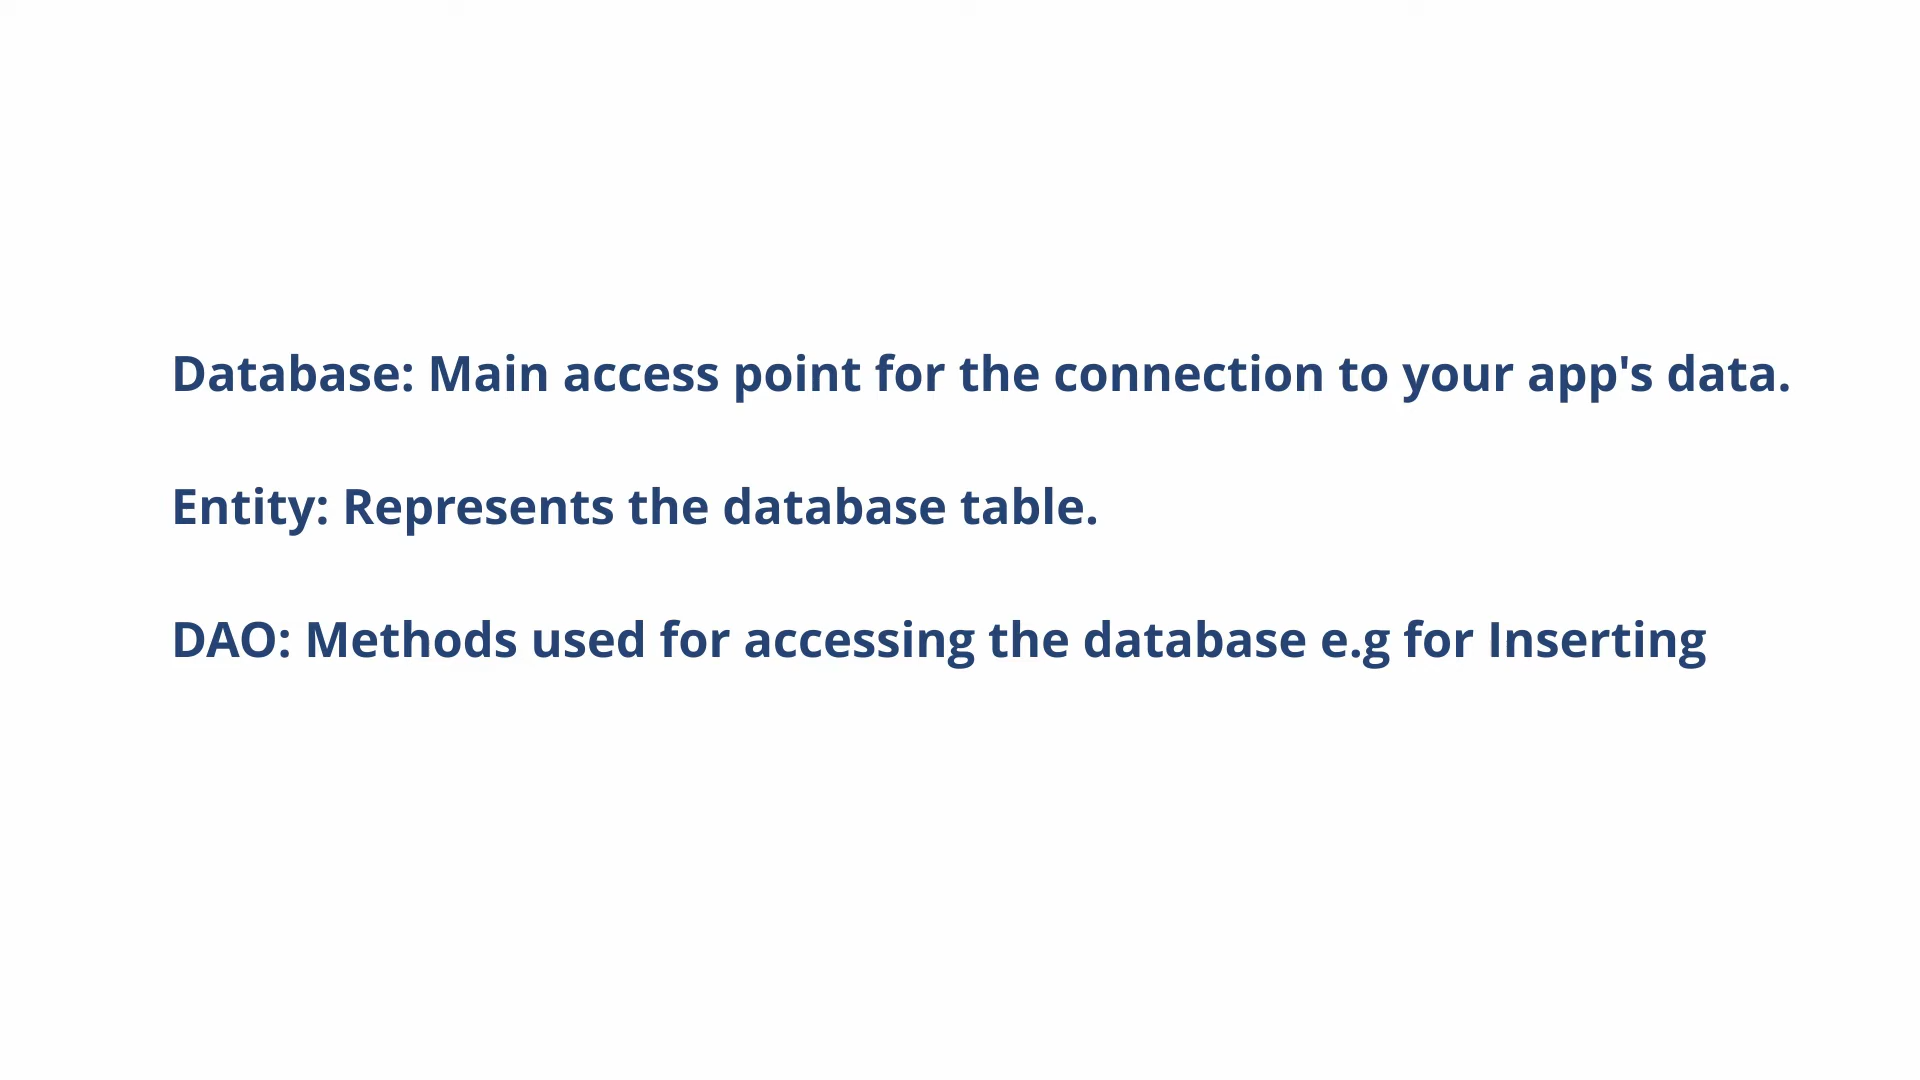 Database: Main access point for the connection to your app's data.
Entity: Represents the database table.
DAO: Methods used for accessing the database e.g for Inserting